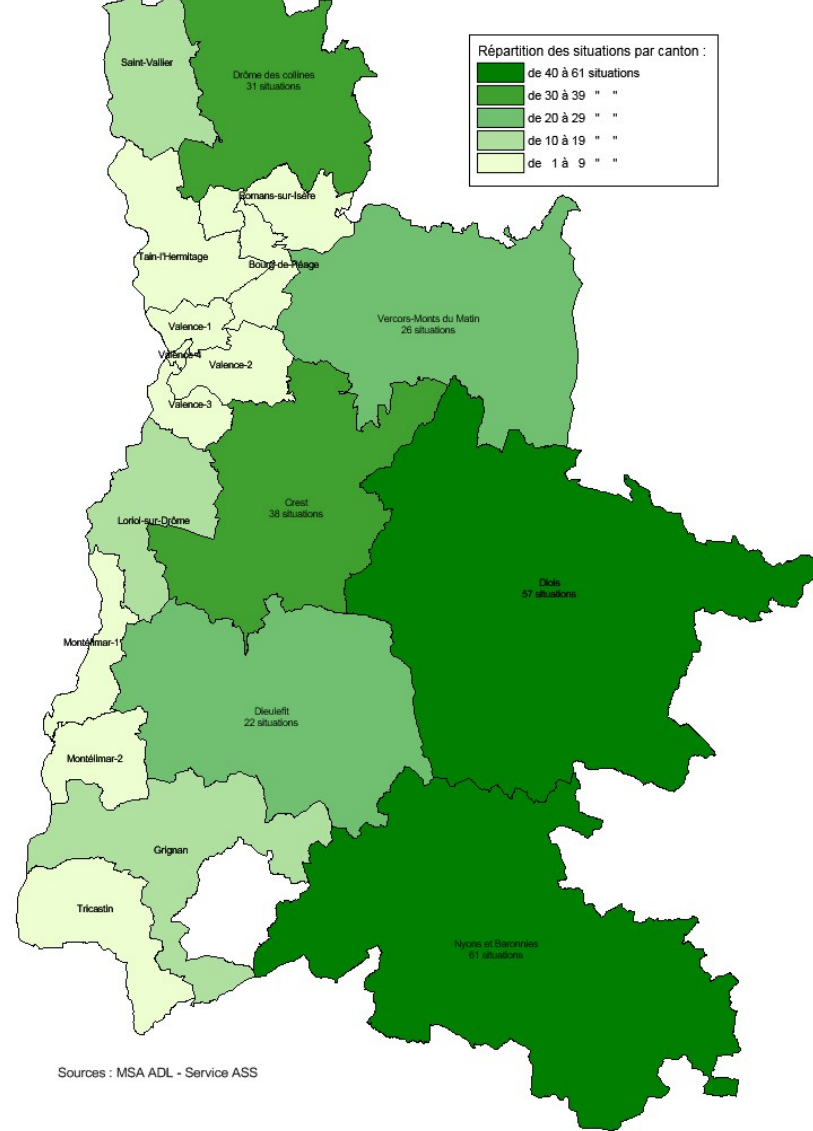 Répartition des situations par canton :
de 40 à 61 situations
de 30 à 39 " "
de 20 à 29 " "
de 10 à 19 " "
de 1 à 9 " "
Saint-Vallier
Drôme des collines
31 situations
Romans-sur-Isère
Tain-l'Hermitage
Bourg-de-Péage
Vercors-Monts du Matin
26 situations
Valence-1
Valence-4
Valence-2
Valence-3
Crest
38 situations
Loriol-sur-Drôme
Diois
57 situations
Montélimar-1
Dieulefit
22 situations
Montélimar-2
Grignan
Tricastin
Nyons et Baronnies
61 situations
Sources : MSA ADL - Service ASS